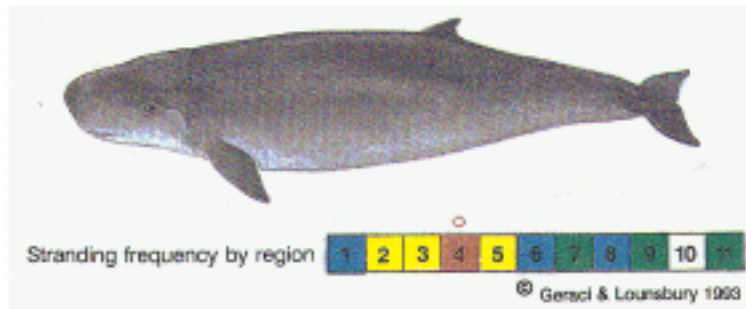 Stranding frequency by region 1 2 3 4 5 6 7 8 9 10 11
© Geraci & Lounsbury 1993